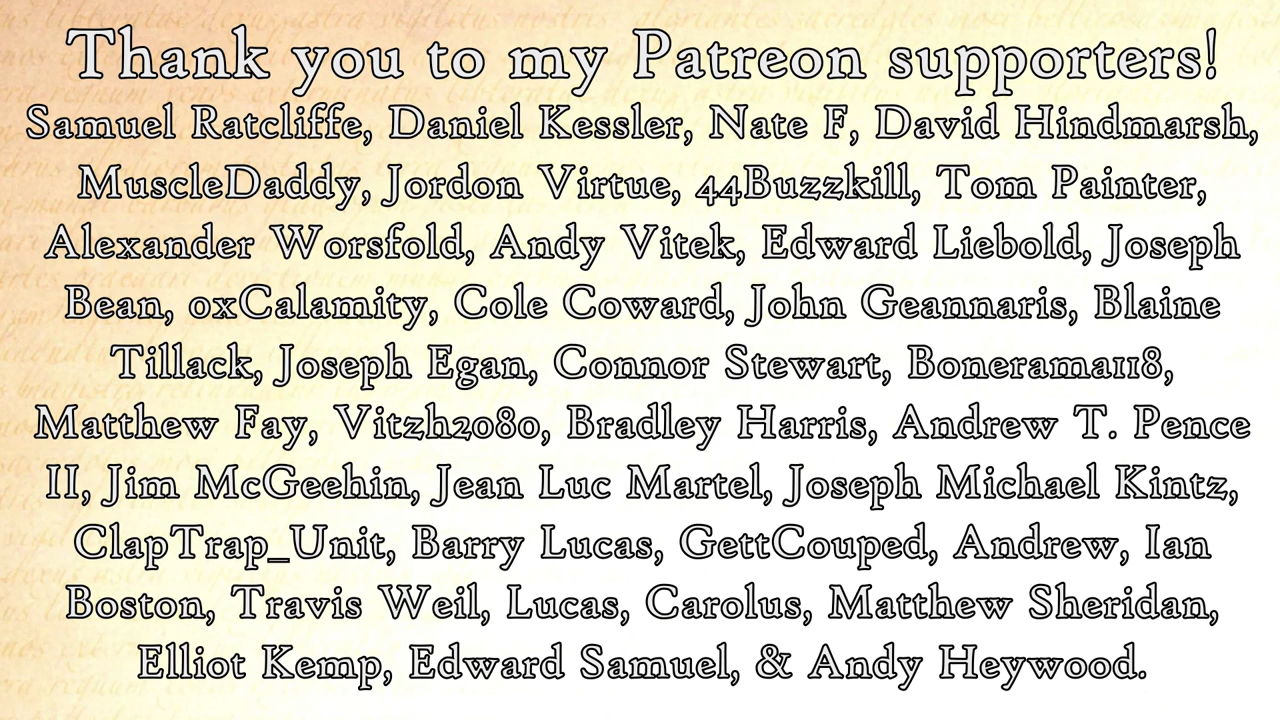 Thank you to my Patreon supporters!
Samuel Ratcliffe, Daniel Kessler, Nate F, David Hindmarsh,
MuscleDaddy, Jordon Virtue, 44Buzzkill, Tom Painter,
Alexander Worsfold, Andy Vitek, Edward Liebold, Joseph
Bean, 0xCalamity, Cole Coward, John Geannaris, Blaine
Tillack, Joseph Egan, Connor Stewart, Bonerama118,
Matthew Fay, Vitzh2080, Bradley Harris, Andrew T. Pence
II, Jim McGeehin, Jean Luc Martel, Joseph Michael Kintz,
ClapTrap_Unit, Barry Lucas, GettCouped, Andrew, Ian
Boston, Travis Weil, Lucas, Carolus, Matthew Sheridan,
Elliot Kemp, Edward Samuel, & Andy Heywood.